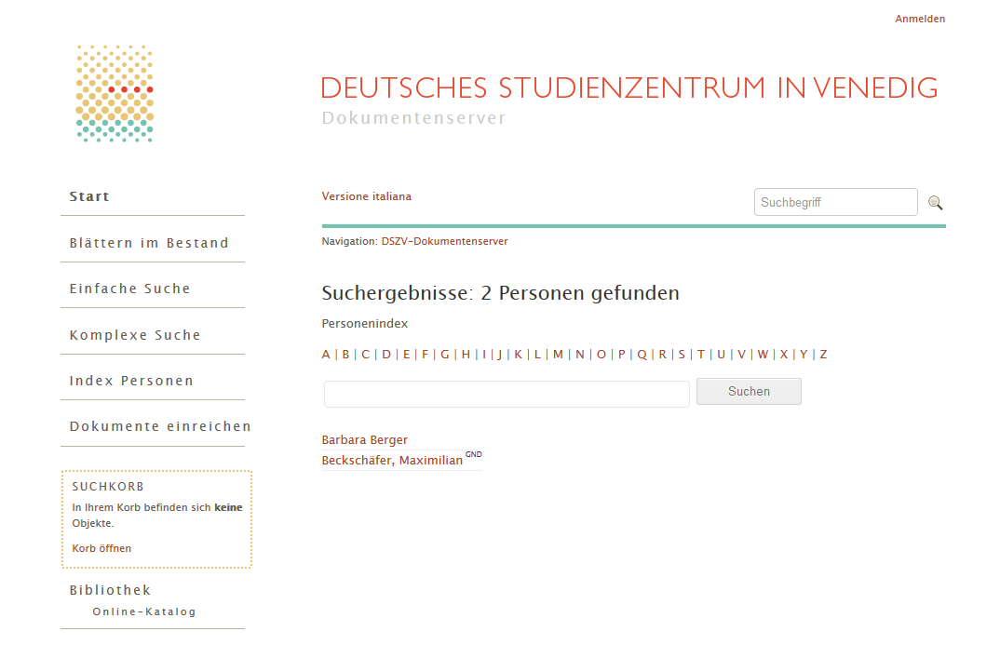 Anmelden
DEUTSCHES STUDIENZENTRUM IN VENEDIG
Dokumentenserver
Start
Blättern im Bestand
Einfache Suche
Komplexe Suche
Index Personen
Dokumente einreichen
SUCHKORB
In Ihrem Korb befinden sich keine
Objekte.
Korb öffnen
Bibliothek
Online-Katalog
Versione italiana
Suchbegriff
Navigation: DSZV-Dokumentenserver
Suchergebnisse: 2 Personen gefunden
Personenindex
A | B | C | D | E | F | G | H | I | J | K | L | M | N | O | P | Q | R | S | T | U | V | W | X | Y | Z
Suchen
Barbara Berger
Beckschäfer, Maximilian GND